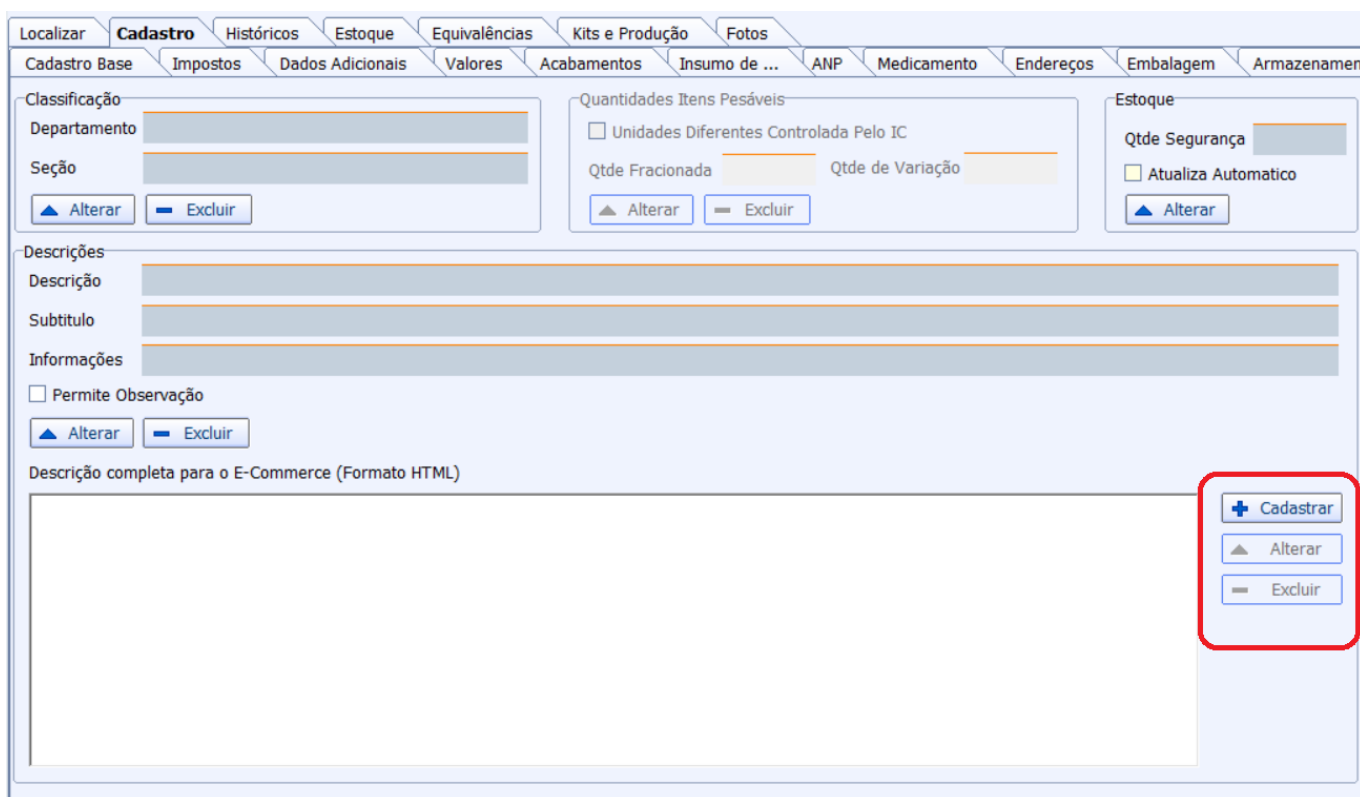 Localizar Cadastro Históricos Estoque Equivalências Kits e Produção Fotos
Cadastro Base Impostos Dados Adicionais Valores Acabamentos Insumo de ... ANP Medicamento Endereços Embalagem Armazenamen
Classificação
Departamento
Seção
Alterar Excluir
Quantidades Itens Pesáveis
Unidades Diferentes Controlada Pelo IC
Qtde Fracionada Qtde de Variação
Alterar Excluir
Estoque
Qtde Segurança
Atualiza Automatico
Alterar
Descrições
Descrição
Subtitulo
Informações
Permite Observação
Alterar Excluir
Descrição completa para o E-Commerce (Formato HTML)
Cadastrar
Alterar
Excluir